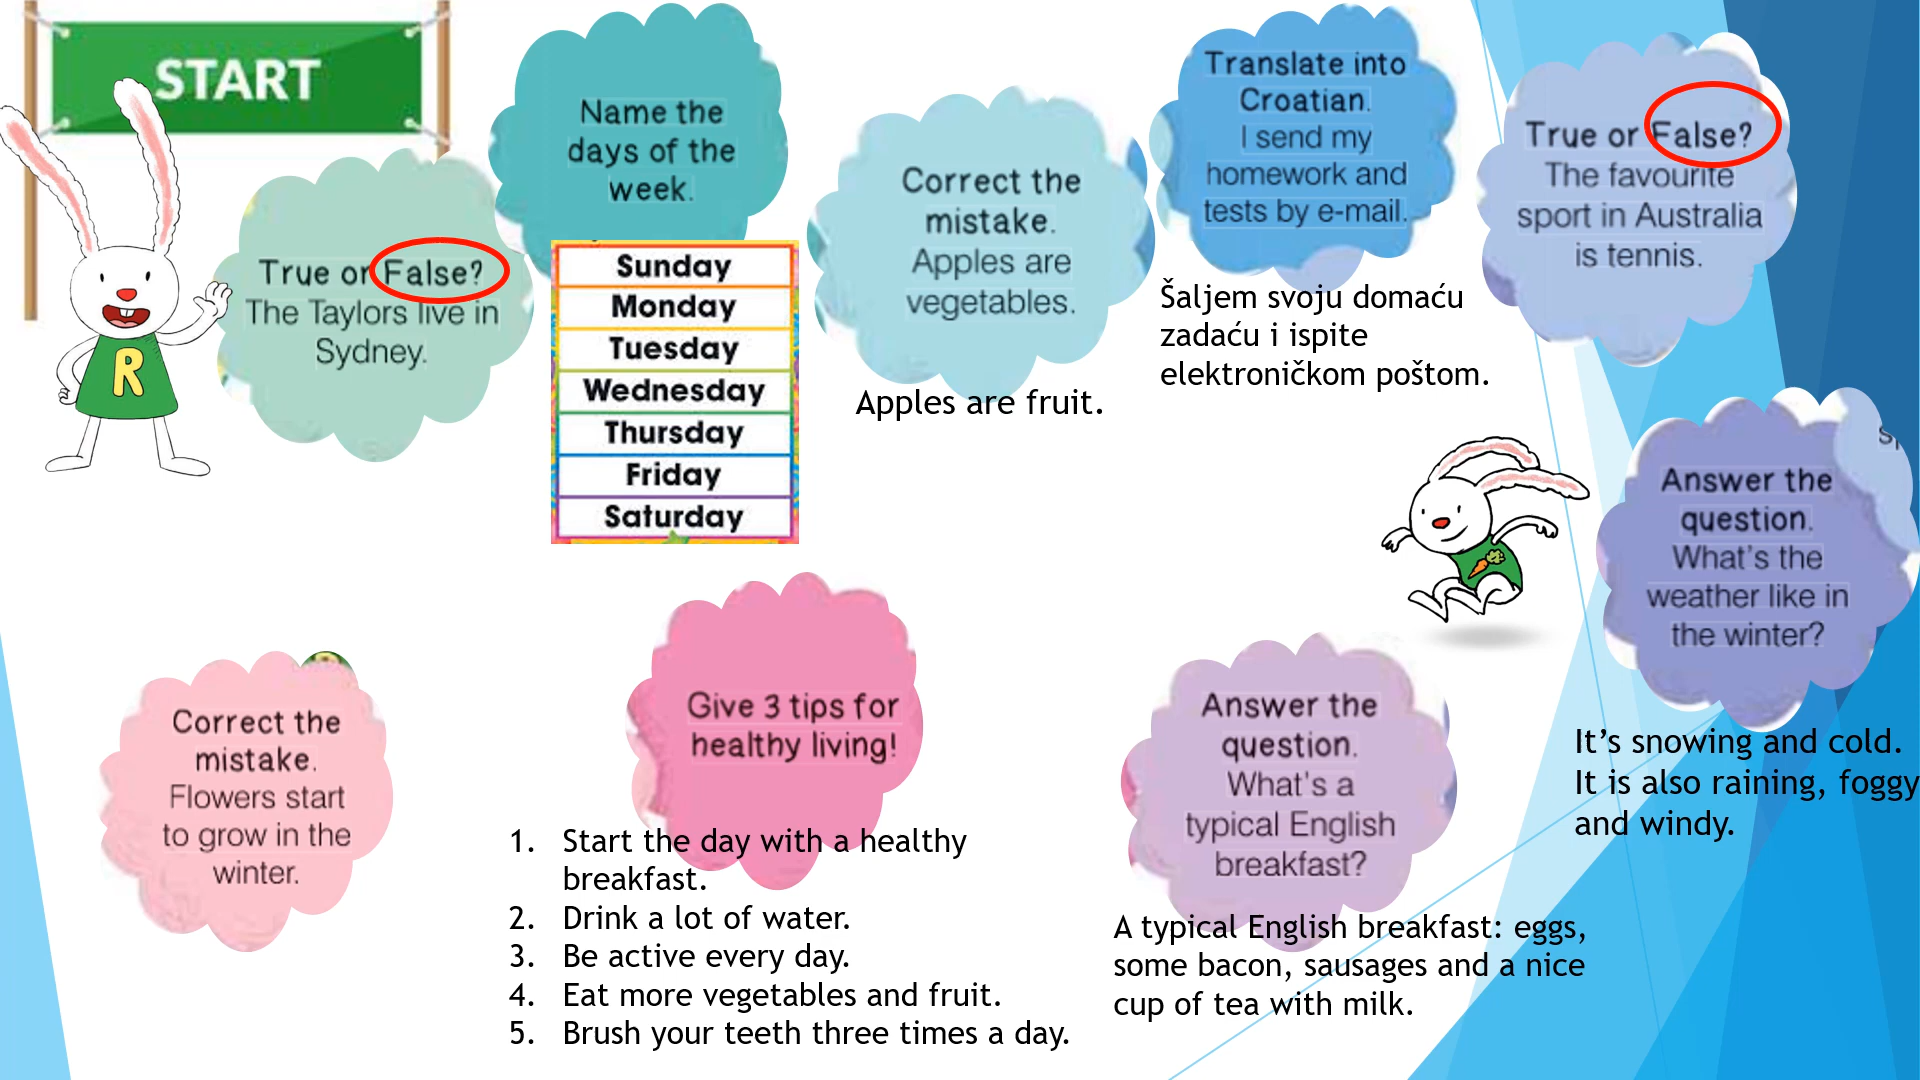 START
R
True or False?
The Taylors live in
Sydney.
Name the
days of the
week.
Sunday
Monday
Tuesday
Wednesday
Thursday
Friday
Saturday
Correct the
mistake.
Apples are
vegetables.
Apples are fruit.
Translate into
Croatian.
I send my
homework and
tests by e-mail.
Šaljem svoju domaću
zadaću i ispite
elektroničkom poštom.
True or False?
The favourite
sport in Australia
is tennis.
Answer the
question.
What's the
weather like in
the winter?
It’s snowing and cold.
It is also raining, foggy
and windy.
Answer the
question.
What's a
typical English
breakfast?
A typical English breakfast: eggs,
some bacon, sausages and a nice
cup of tea with milk.
Give 3 tips for
healthy living!
1. Start the day with a healthy
breakfast.
2. Drink a lot of water.
3. Be active every day.
4. Eat more vegetables and fruit.
5. Brush your teeth three times a day.
Correct the
mistake.
Flowers start
to grow in the
winter.